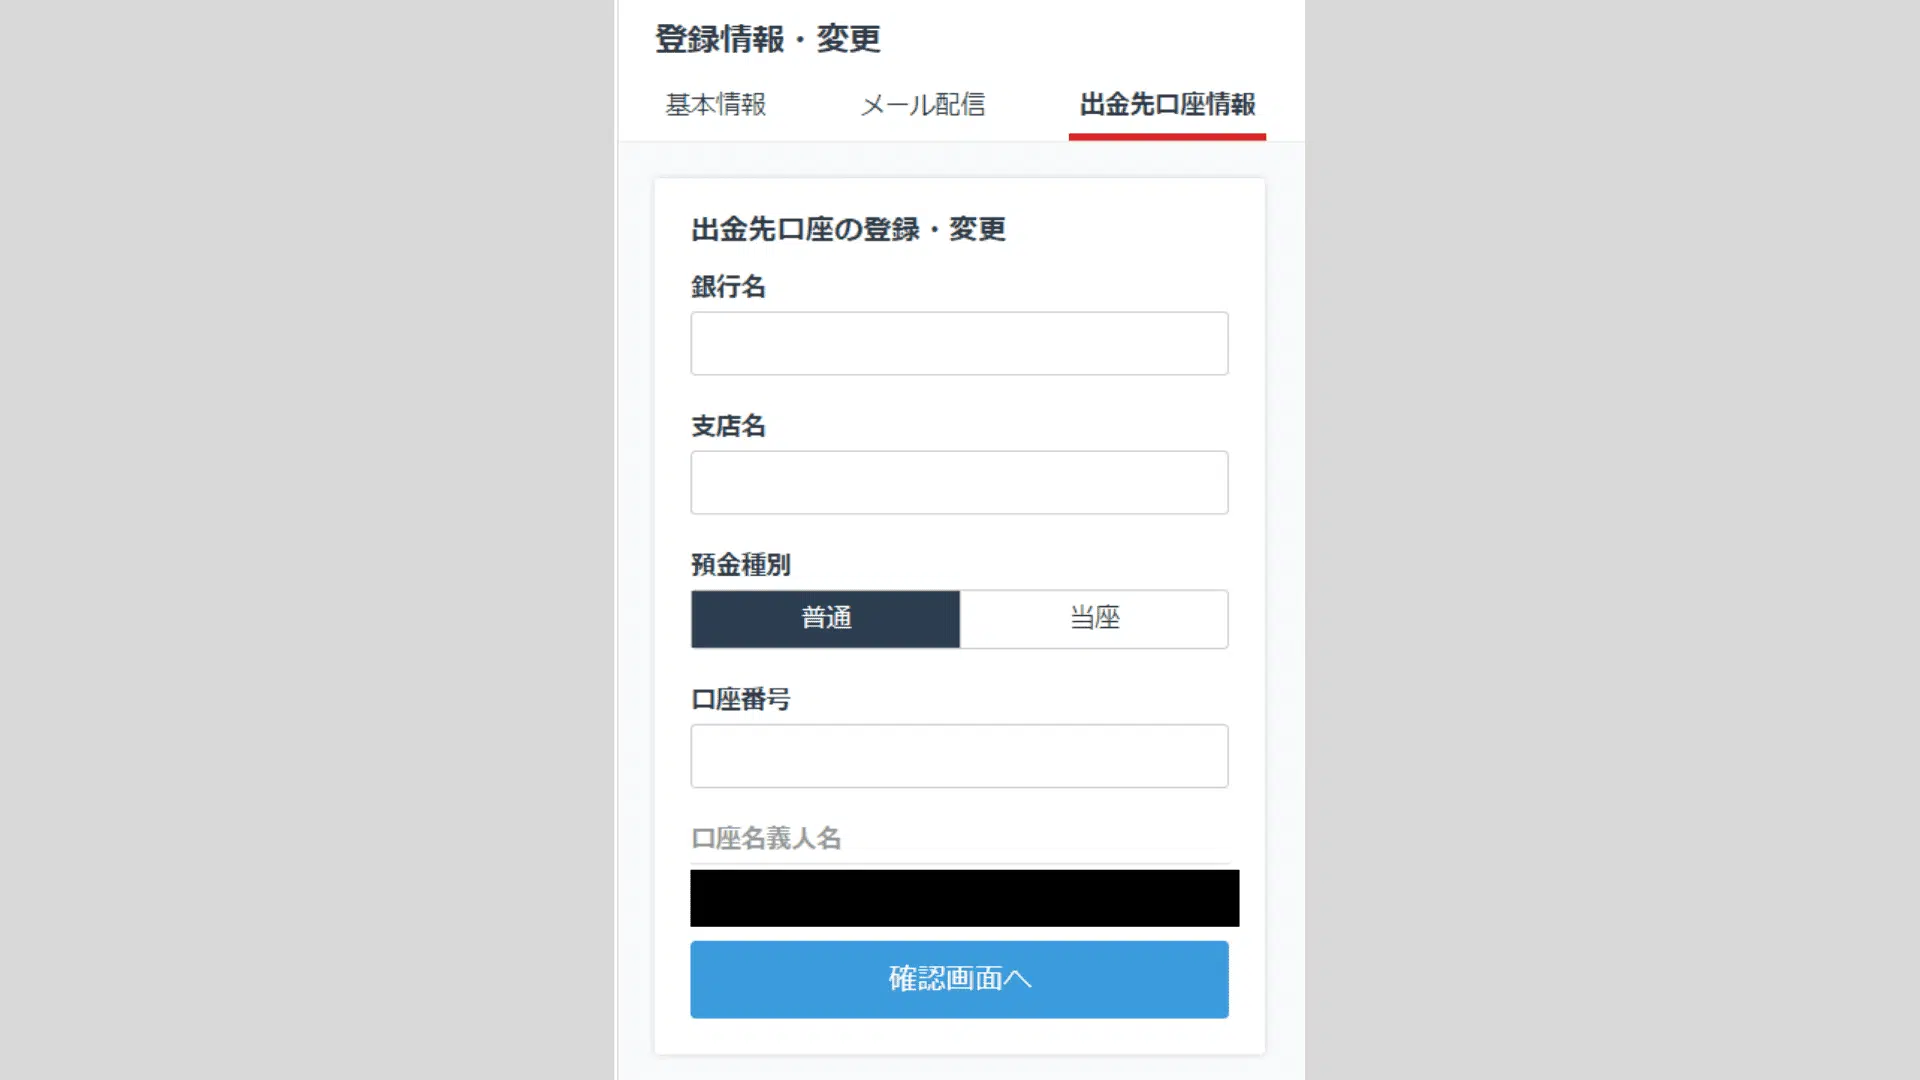 登録情報・変更
基本情報 メール配信 出金先口座情報
出金先口座の登録・変更
銀行名
支店名
預金種別
普通 当座
口座番号
口座名義人名
確認画面へ